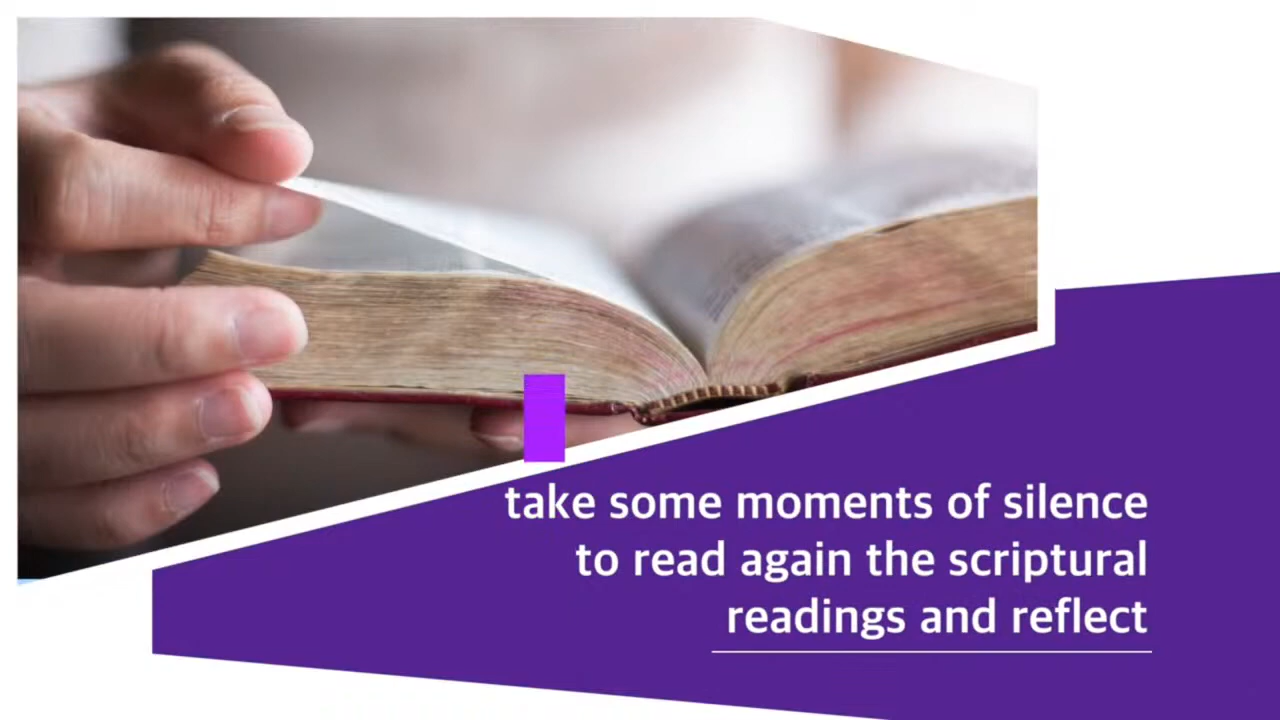 take some moments of silence
to read again the scriptural
readings and reflect